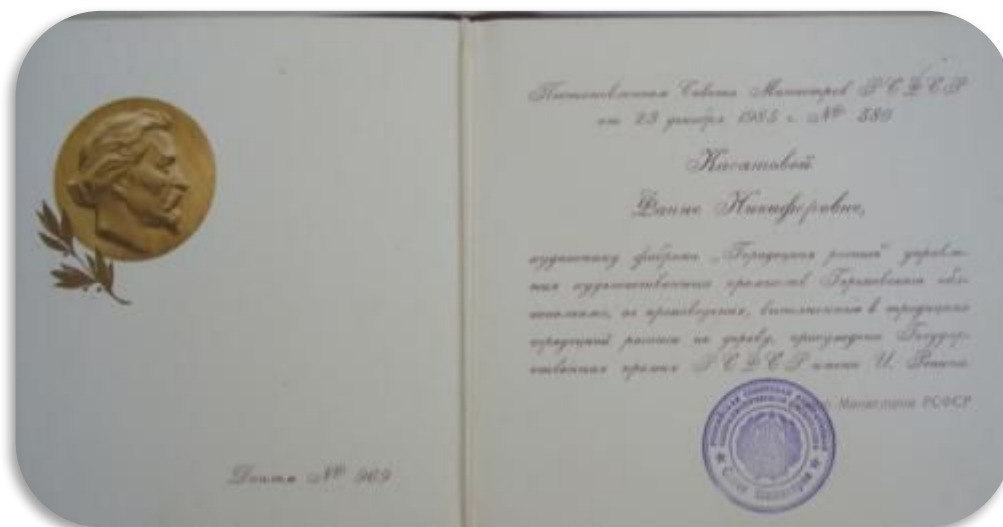 Диплом № 969
Постановлением Совета Министров РСФСР
от 23 декабря 1985 г. № 580
Касатовой
Фаине Никифоровне,
художнику фабрики „Городецкая роспись" управле-
ния художественных промыслов Горьковского обл-
исполкома, за произведения, выполненные в традициях
городецкой росписи по дереву, присуждена Государ-
ственная премия РСФСР имени И. Репина.
Министров РСФСР
Совет Министров